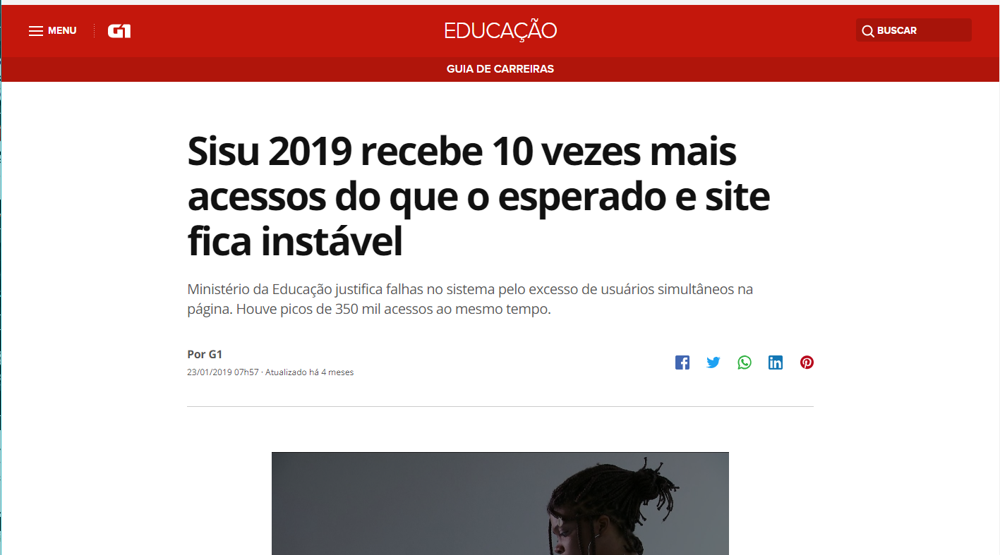 MENU G1 EDUCAÇÃO BUSCAR
GUIA DE CARREIRAS
Sisu 2019 recebe 10 vezes mais
acessos do que o esperado e site
fica instável
Ministério da Educação justifica falhas no sistema pelo excesso de usuários simultâneos na
página. Houve picos de 350 mil acessos ao mesmo tempo.
Por G1
23/01/2019 07h57 · Atualizado há 4 meses